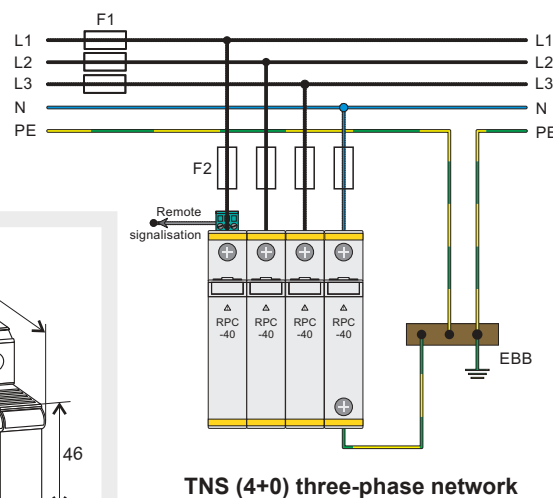 F1
L1 L1
L2 L2
L3 L3
N N
PE PE
F2
Remote
signalisation
RPC RPC RPC RPC
-40 -40 -40 -40
EBB
46
TNS (4+0) three-phase network